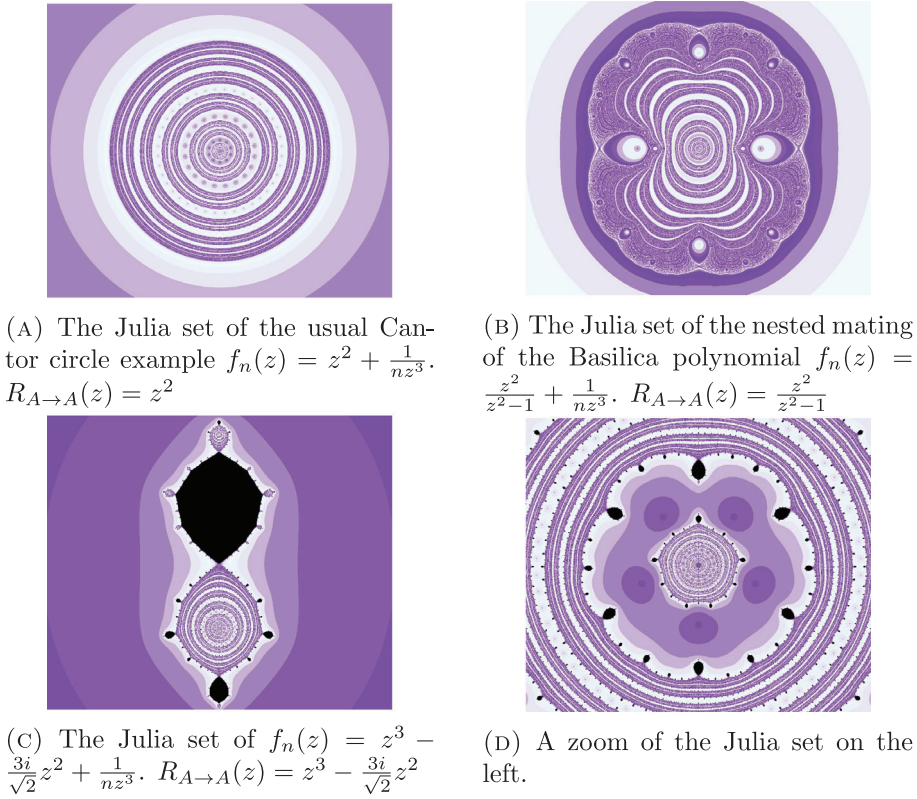 (A) The Julia set of the usual Can-
tor circle example $f_n(z) = z^2 + \frac{1}{nz^3}$.
$R_{A\to A}(z) = z^2$
(B) The Julia set of the nested mating
of the Basilica polynomial $f_n(z) =$
$\frac{z^2}{z^2-1} + \frac{1}{nz^3}$. $R_{A\to A}(z) = \frac{z^2}{z^2-1}$
(C) The Julia set of $f_n(z) = z^3 -$
$\frac{3i}{\sqrt{2}}z^2 + \frac{1}{nz^3}$. $R_{A\to A}(z) = z^3 - \frac{3i}{\sqrt{2}}z^2$
(D) A zoom of the Julia set on the
left.